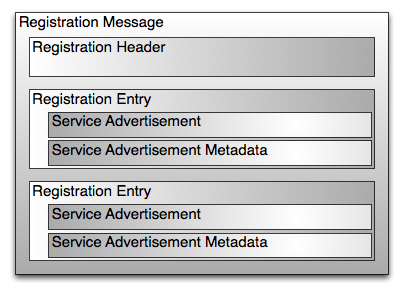 Registration Message
Registration Header
Registration Entry
Service Advertisement
Service Advertisement Metadata
Registration Entry
Service Advertisement
Service Advertisement Metadata